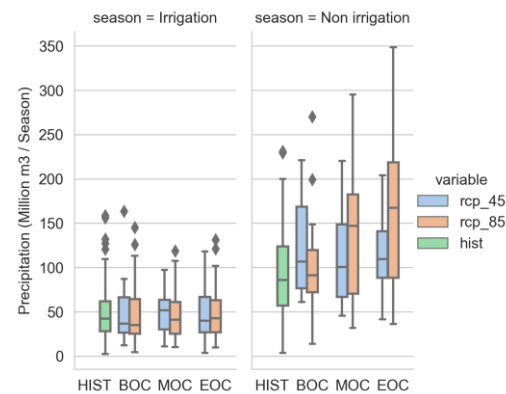 season = Irrigation
season = Non irrigation
Precipitation (Million m3 / Season)
350
300
250
200
150
100
50
0
HIST BOC MOC EOC
HIST BOC MOC EOC
variable
rcp_45
rcp_85
hist